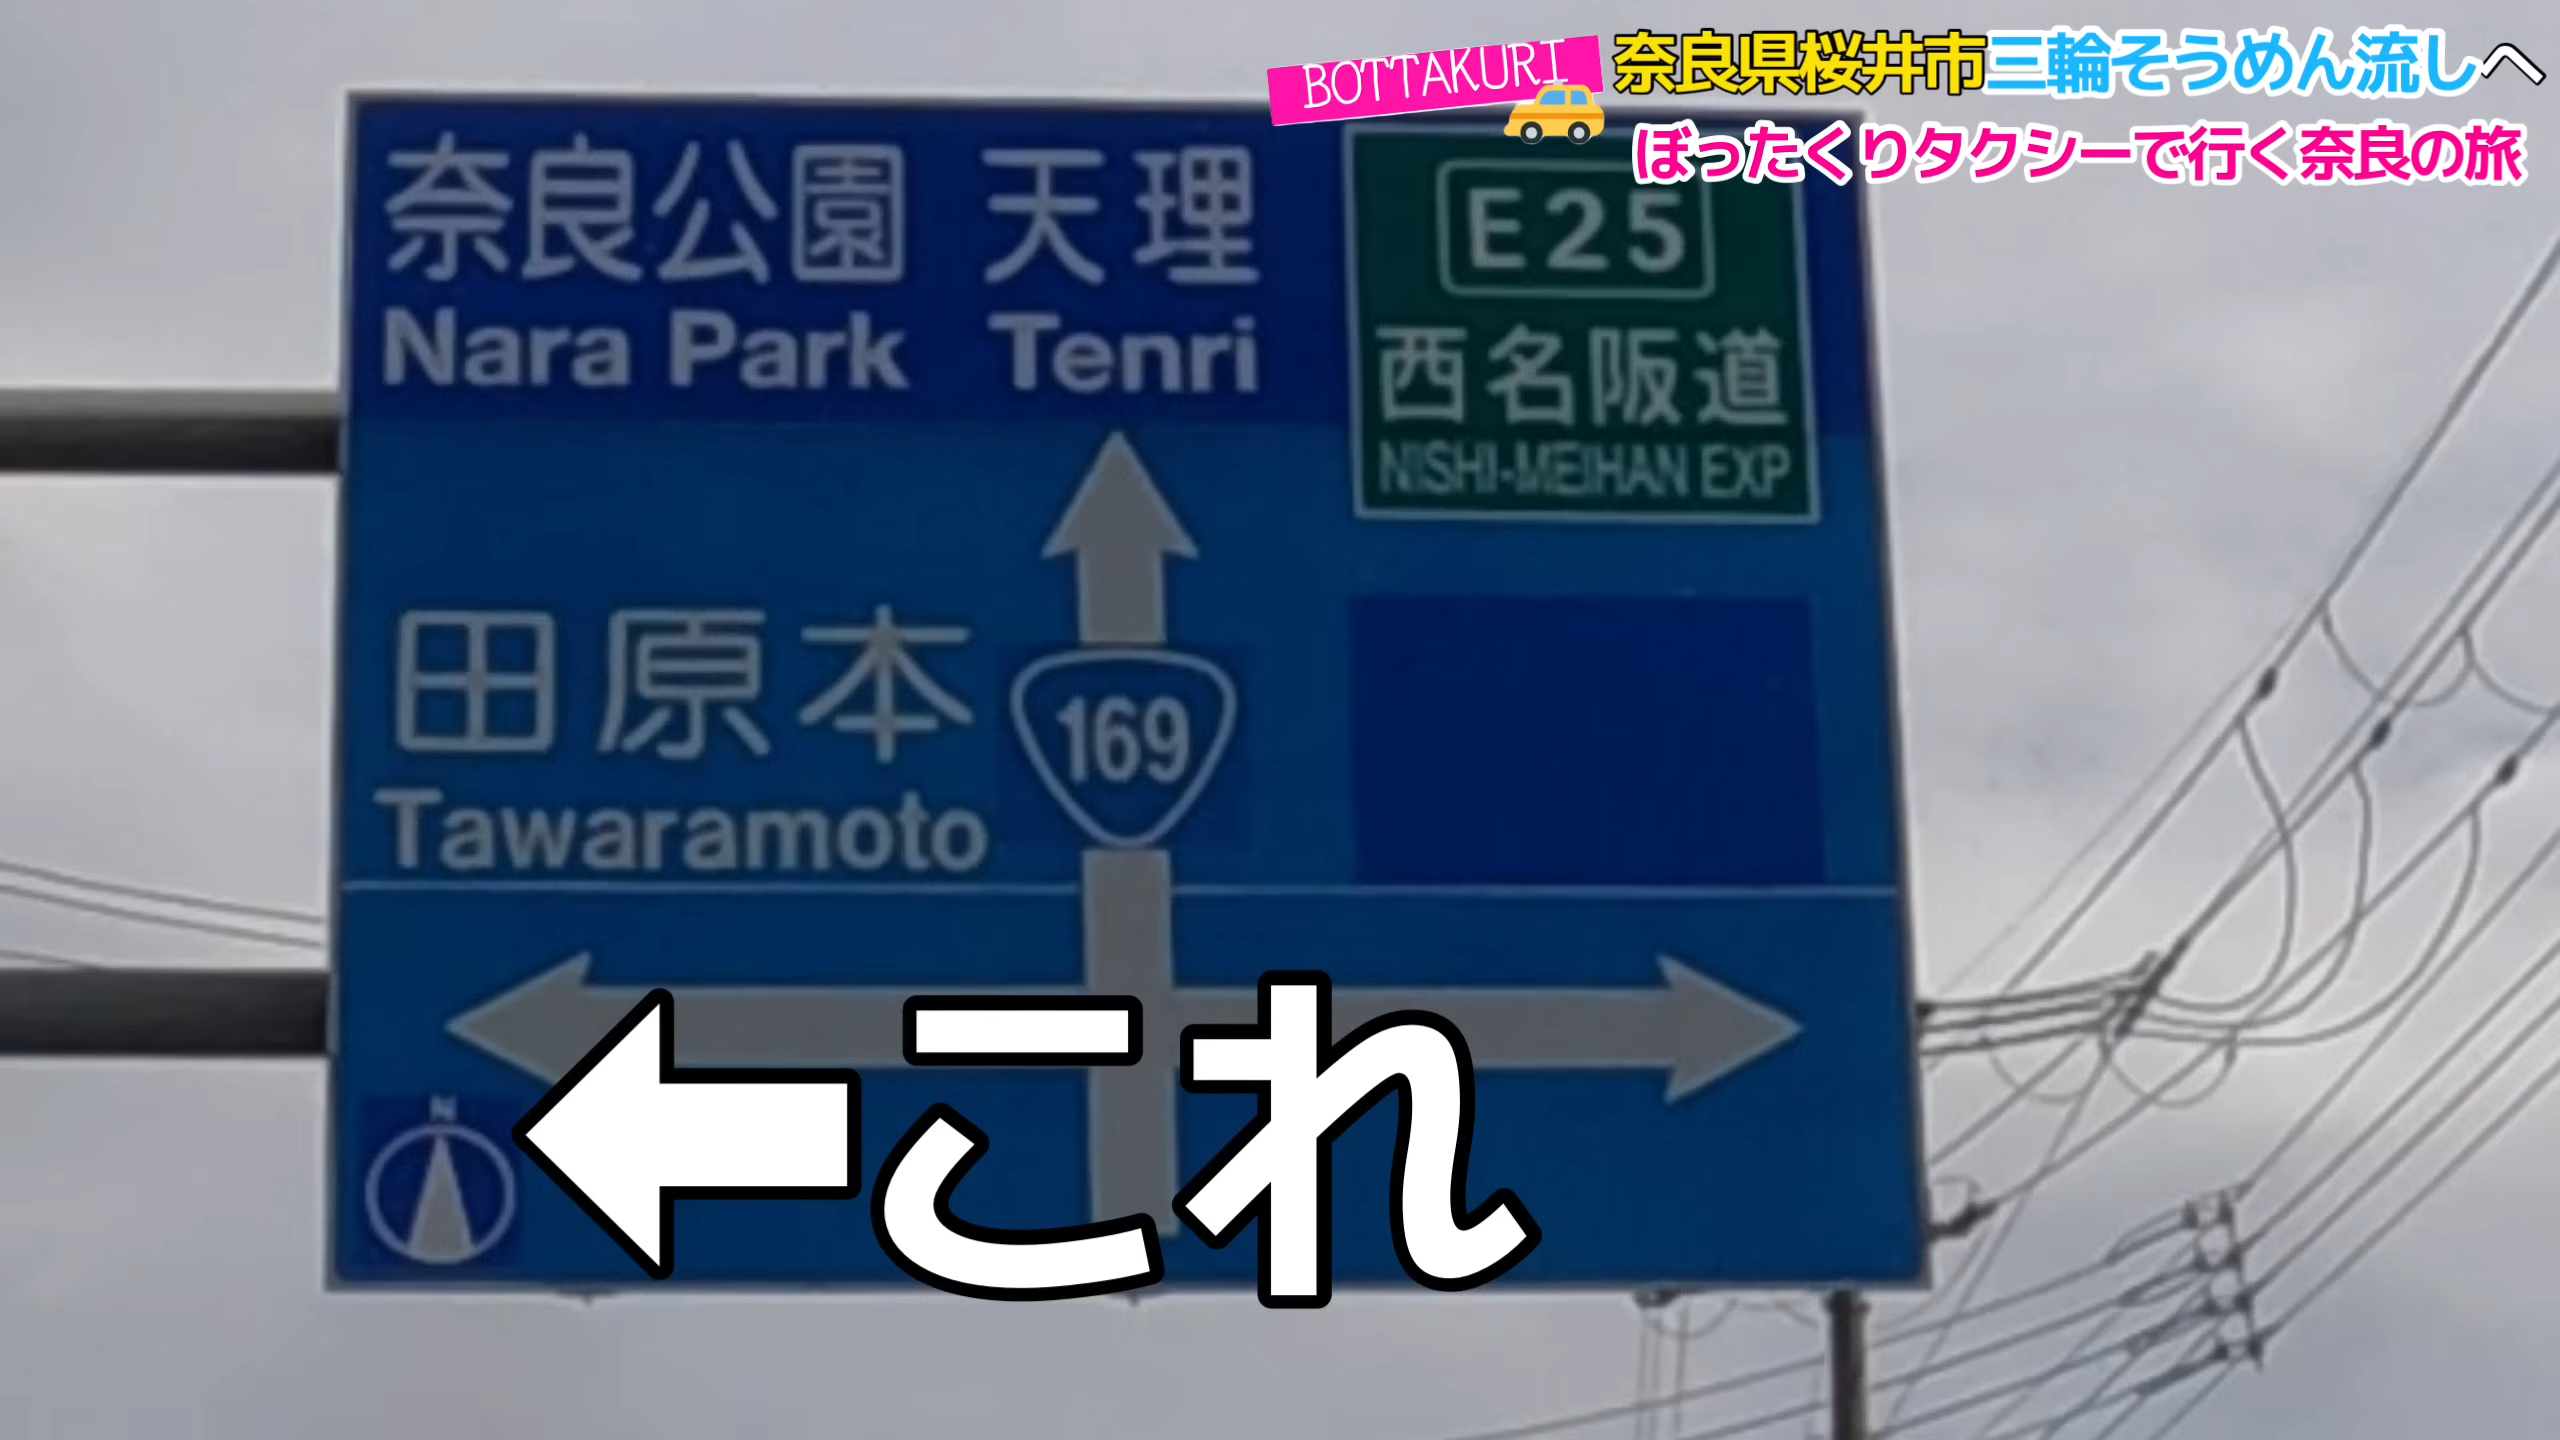 BOTTAKURI
奈良県桜井市三輪そうめん流しへ
ぼったくりタクシーで行く奈良の旅
奈良公園 天理
Nara Park Tenri
E25
西名阪道
NISHI-MEIHAN EXP
田原本
Tawaramoto
169
N
←これ